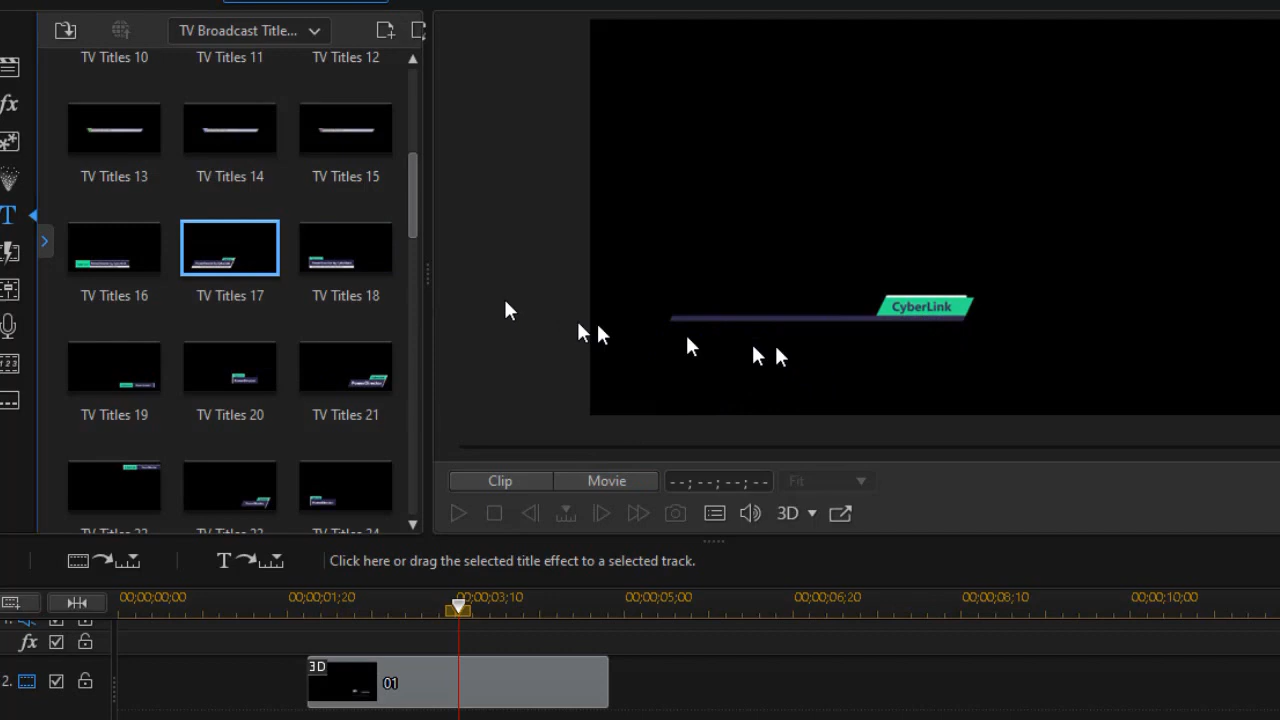 TV Broadcast Title...
TV Titles 10 TV Titles 11 TV Titles 12
TV Titles 13 TV Titles 14 TV Titles 15
TV Titles 16 TV Titles 17 TV Titles 18
TV Titles 19 TV Titles 20 TV Titles 21
PowerDirector
CyberLink
Clip Movie --;--;--;-- Fit
3D
fx
T
Click here or drag the selected title effect to a selected track.
00;00;00;00 00;00;01;20 00;00;03;10 00;00;05;00 00;00;06;20 00;00;08;10 00;00;10;00
fx
2. 3D 01